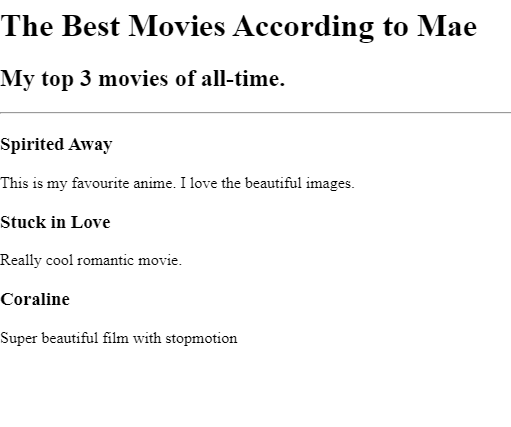 The Best Movies According to Mae
My top 3 movies of all-time.
Spirited Away
This is my favourite anime. I love the beautiful images.
Stuck in Love
Really cool romantic movie.
Coraline
Super beautiful film with stopmotion